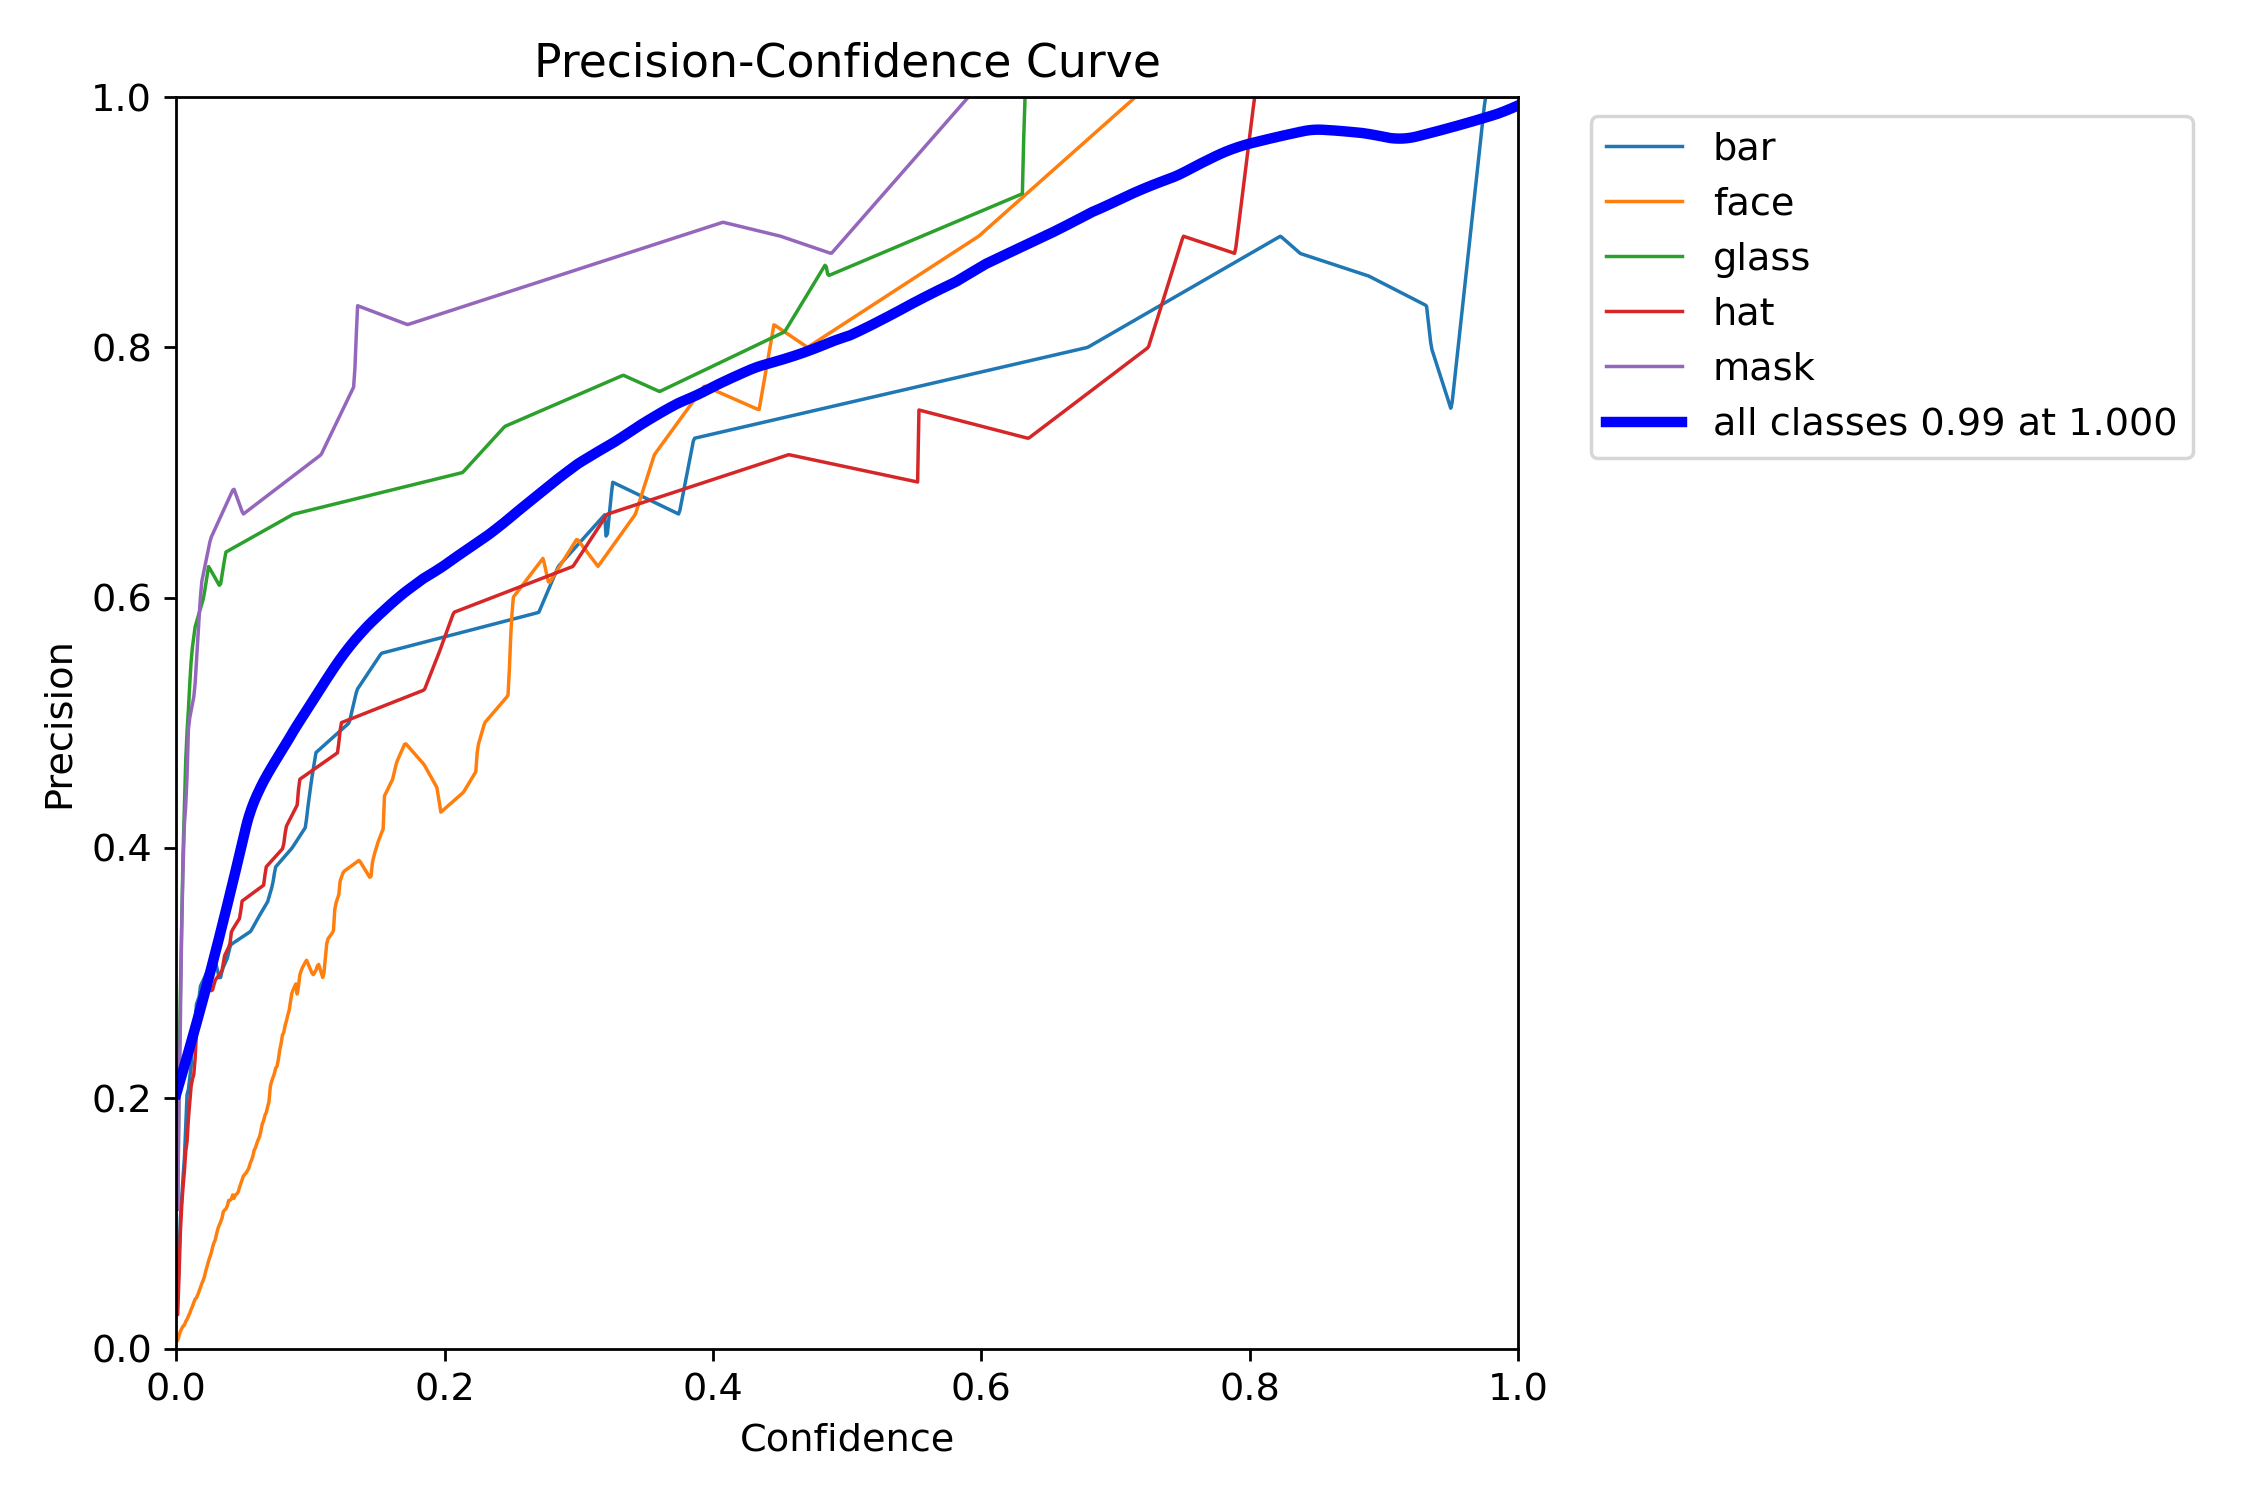 Precision-Confidence Curve
1.0
0.8
0.6
0.4
0.2
0.0
Precision
0.0 0.2 0.4 0.6 0.8 1.0
Confidence
bar
face
glass
hat
mask
all classes 0.99 at 1.000